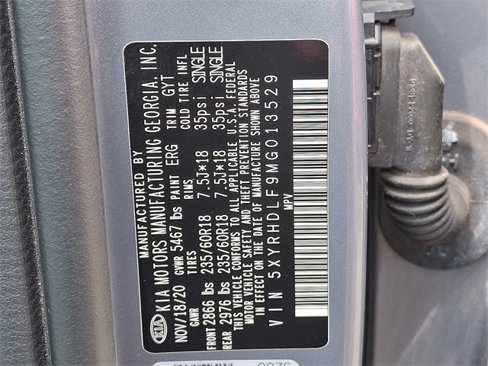 MANUFACTURED BY
KIA KIA MOTORS MANUFACTURING GEORGIA, INC.
NOV/18/20 PAINT ERG TRIM GYT
GVWR 5467 lbs
GAWR TIRES RIMS COLD TIRE INFL
FRONT 2866 lbs 235/60R18 7.5J*18 35psi SINGLE
REAR 2976 lbs 235/60R18 7.5J*18 35psi SINGLE
THIS VEHICLE CONFORMS TO ALL APPLICABLE U.S.A. FEDERAL
MOTOR VEHICLE SAFETY AND THEFT PREVENTION STANDARDS
IN EFFECT ON THE DATE OF MANUFACTURE SHOWN ABOVE
VIN 5XYRHDLF9MG013529
MPV